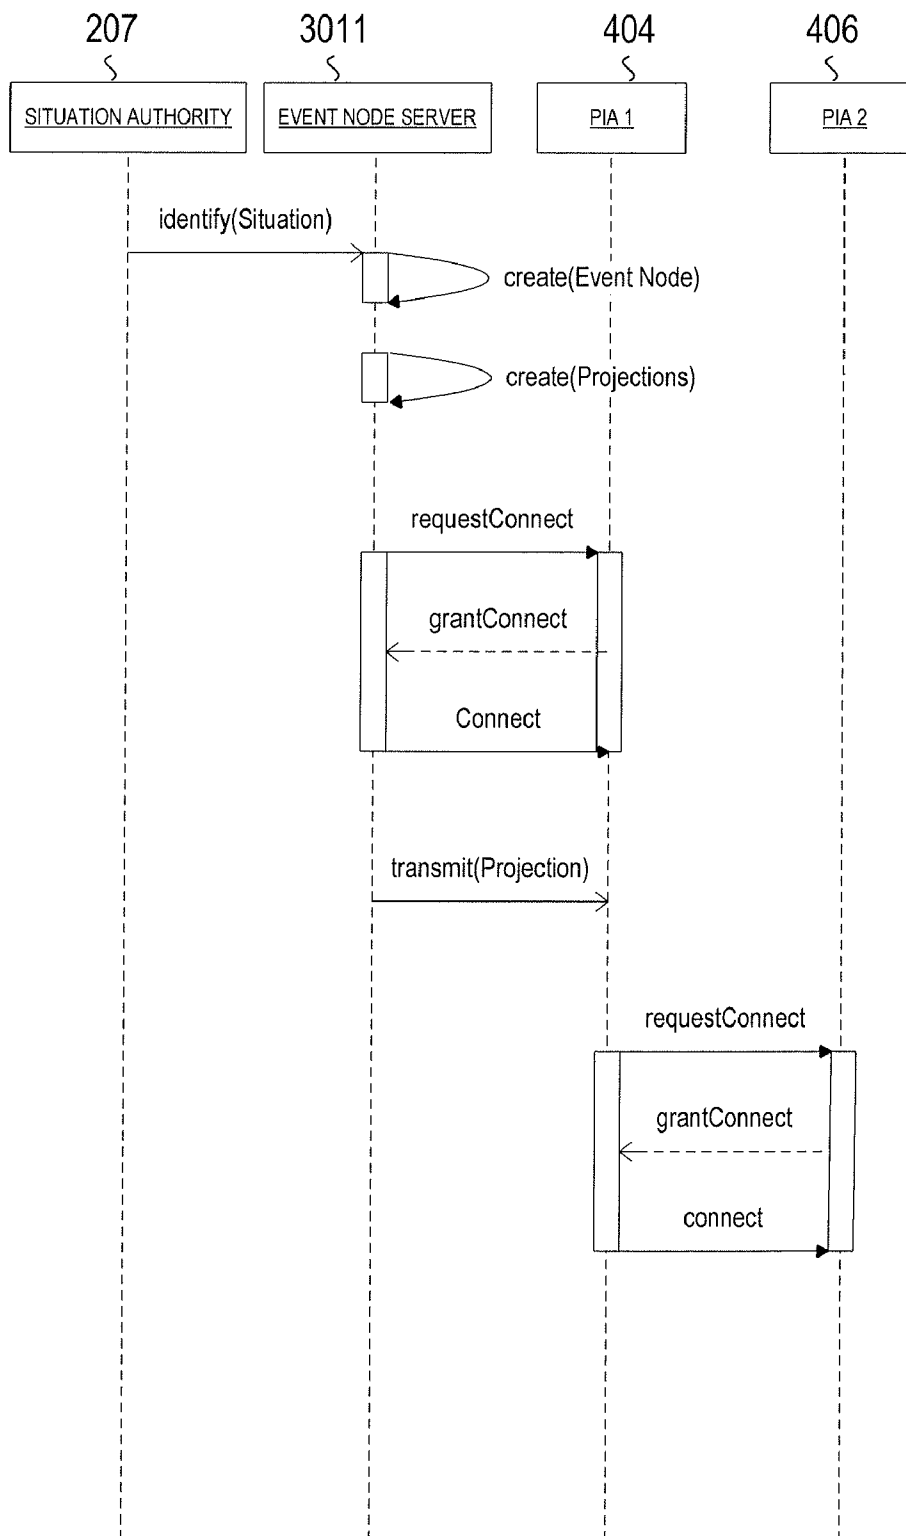 207 3011 404 406
SITUATION AUTHORITY EVENT NODE SERVER PIA 1 PIA 2
identify(Situation)
create(Event Node)
create(Projections)
requestConnect
grantConnect
Connect
transmit(Projection)
requestConnect
grantConnect
connect